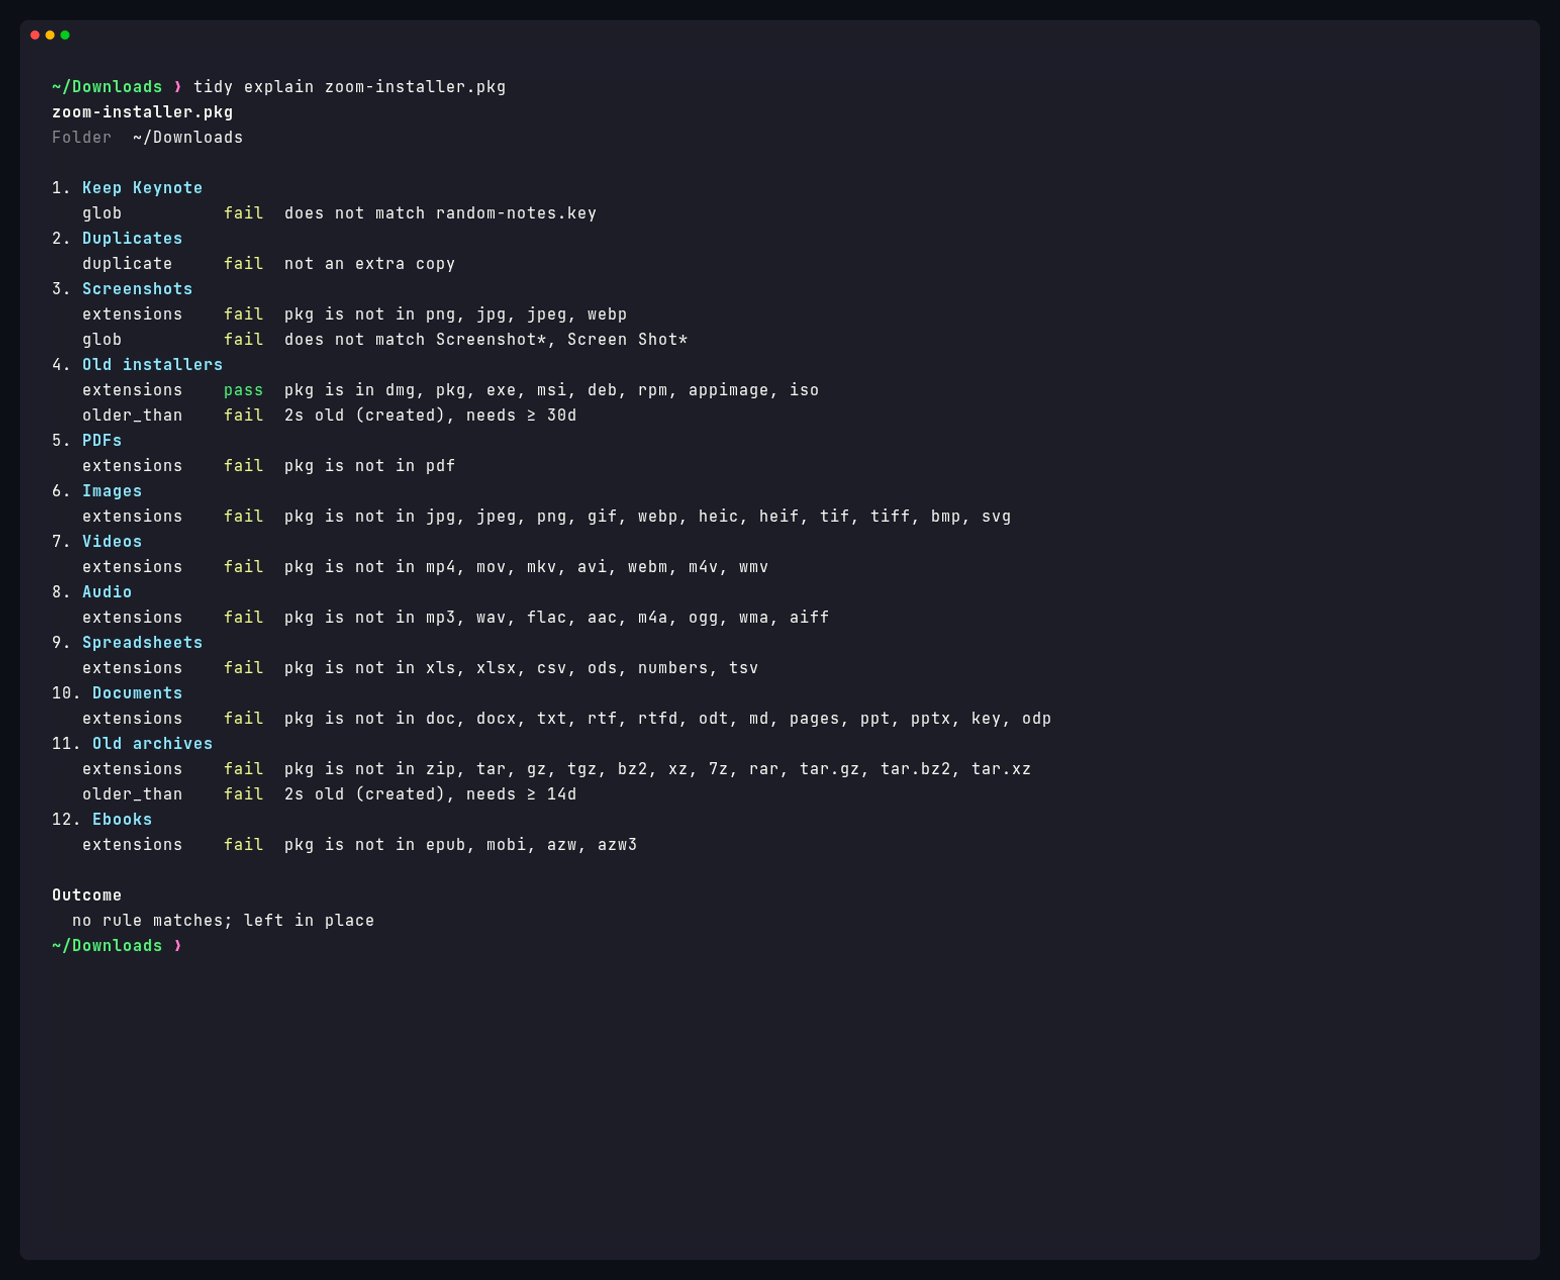 ~/Downloads ❯ tidy explain zoom-installer.pkg
zoom-installer.pkg
Folder  ~/Downloads
1. Keep Keynote
glob          fail  does not match random-notes.key
2. Duplicates
duplicate     fail  not an extra copy
3. Screenshots
extensions    fail  pkg is not in png, jpg, jpeg, webp
glob          fail  does not match Screenshot*, Screen Shot*
4. Old installers
extensions    pass  pkg is in dmg, pkg, exe, msi, deb, rpm, appimage, iso
older_than    fail  2s old (created), needs ≥ 30d
5. PDFs
extensions    fail  pkg is not in pdf
6. Images
extensions    fail  pkg is not in jpg, jpeg, png, gif, webp, heic, heif, tif, tiff, bmp, svg
7. Videos
extensions    fail  pkg is not in mp4, mov, mkv, avi, webm, m4v, wmv
8. Audio
extensions    fail  pkg is not in mp3, wav, flac, aac, m4a, ogg, wma, aiff
9. Spreadsheets
extensions    fail  pkg is not in xls, xlsx, csv, ods, numbers, tsv
10. Documents
extensions    fail  pkg is not in doc, docx, txt, rtf, rtfd, odt, md, pages, ppt, pptx, key, odp
11. Old archives
extensions    fail  pkg is not in zip, tar, gz, tgz, bz2, xz, 7z, rar, tar.gz, tar.bz2, tar.xz
older_than    fail  2s old (created), needs ≥ 14d
12. Ebooks
extensions    fail  pkg is not in epub, mobi, azw, azw3
Outcome
no rule matches; left in place
~/Downloads ❯